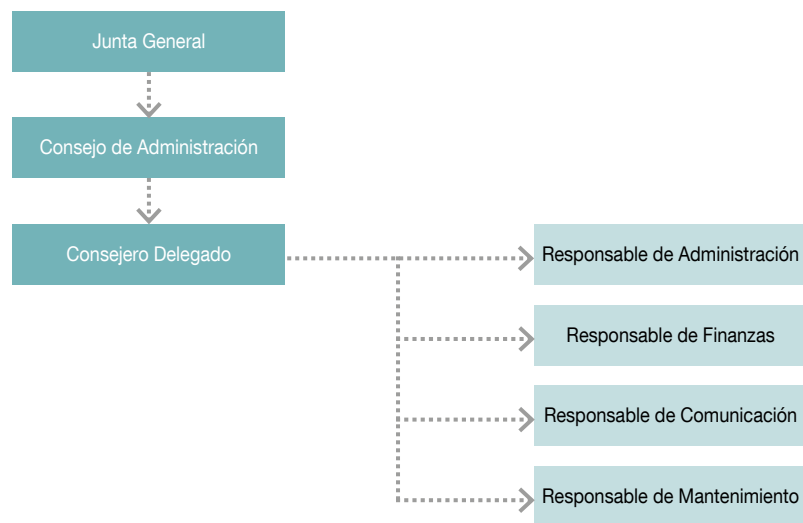 Junta General
Consejo de Administración
Consejero Delegado
Responsable de Administración
Responsable de Finanzas
Responsable de Comunicación
Responsable de Mantenimiento